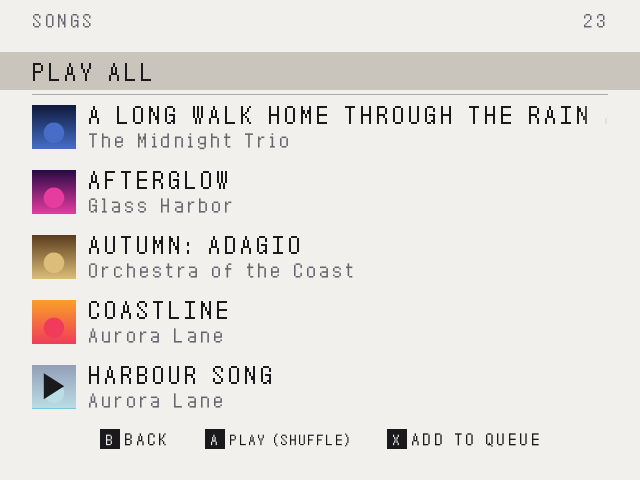 SONGS 23
PLAY ALL
A LONG WALK HOME THROUGH THE RAIN
The Midnight Trio
AFTERGLOW
Glass Harbor
AUTUMN: ADAGIO
Orchestra of the Coast
COASTLINE
Aurora Lane
HARBOUR SONG
Aurora Lane
B BACK A PLAY (SHUFFLE) X ADD TO QUEUE